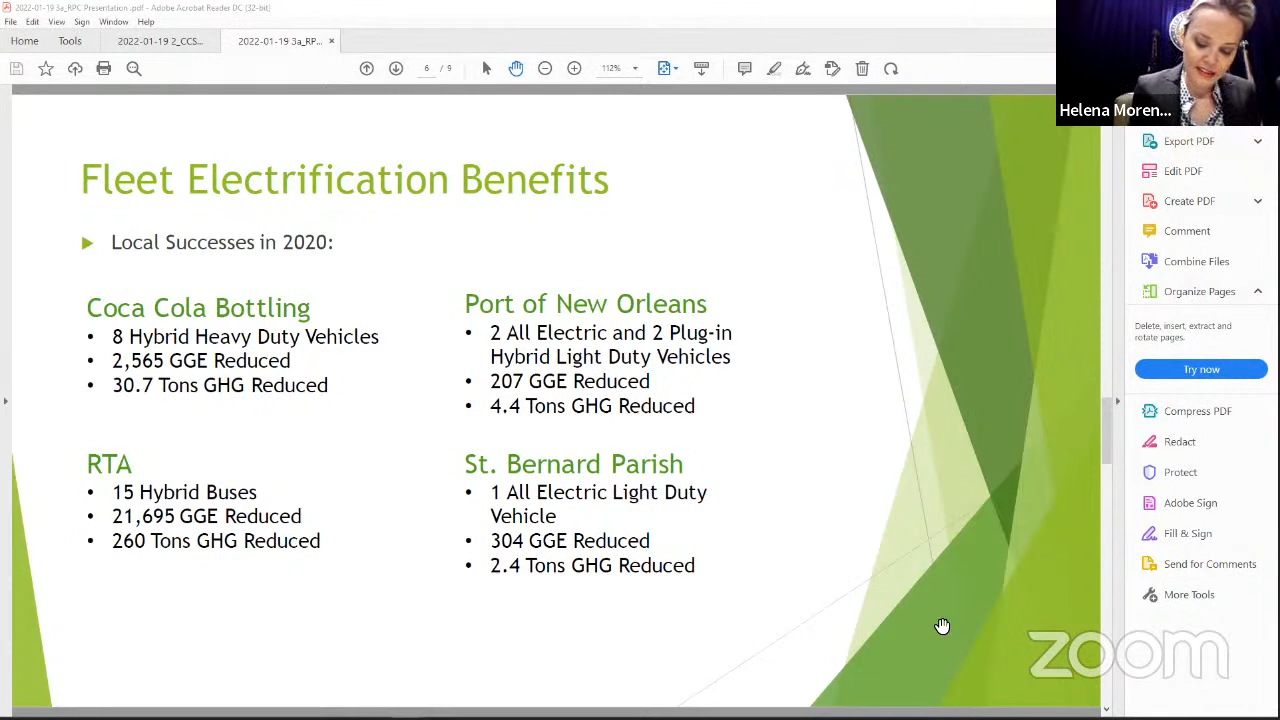 2022-01-19 3a_RPC Presentation .pdf - Adobe Acrobat Reader DC (32-bit)
File Edit View Sign Window Help
Home Tools 2022-01-19 2_CCS... 2022-01-19 3a_RP... ×
6 / 9 112%
Helena Moren...
Export PDF
Edit PDF
Create PDF
Comment
Combine Files
Organize Pages
Delete, insert, extract and
rotate pages.
Try now
Compress PDF
Redact
Protect
Adobe Sign
Fill & Sign
Send for Comments
More Tools
Fleet Electrification Benefits
Local Successes in 2020:
Coca Cola Bottling
• 8 Hybrid Heavy Duty Vehicles
• 2,565 GGE Reduced
• 30.7 Tons GHG Reduced
Port of New Orleans
• 2 All Electric and 2 Plug-in
Hybrid Light Duty Vehicles
• 207 GGE Reduced
• 4.4 Tons GHG Reduced
RTA
• 15 Hybrid Buses
• 21,695 GGE Reduced
• 260 Tons GHG Reduced
St. Bernard Parish
• 1 All Electric Light Duty
Vehicle
• 304 GGE Reduced
• 2.4 Tons GHG Reduced
zoom